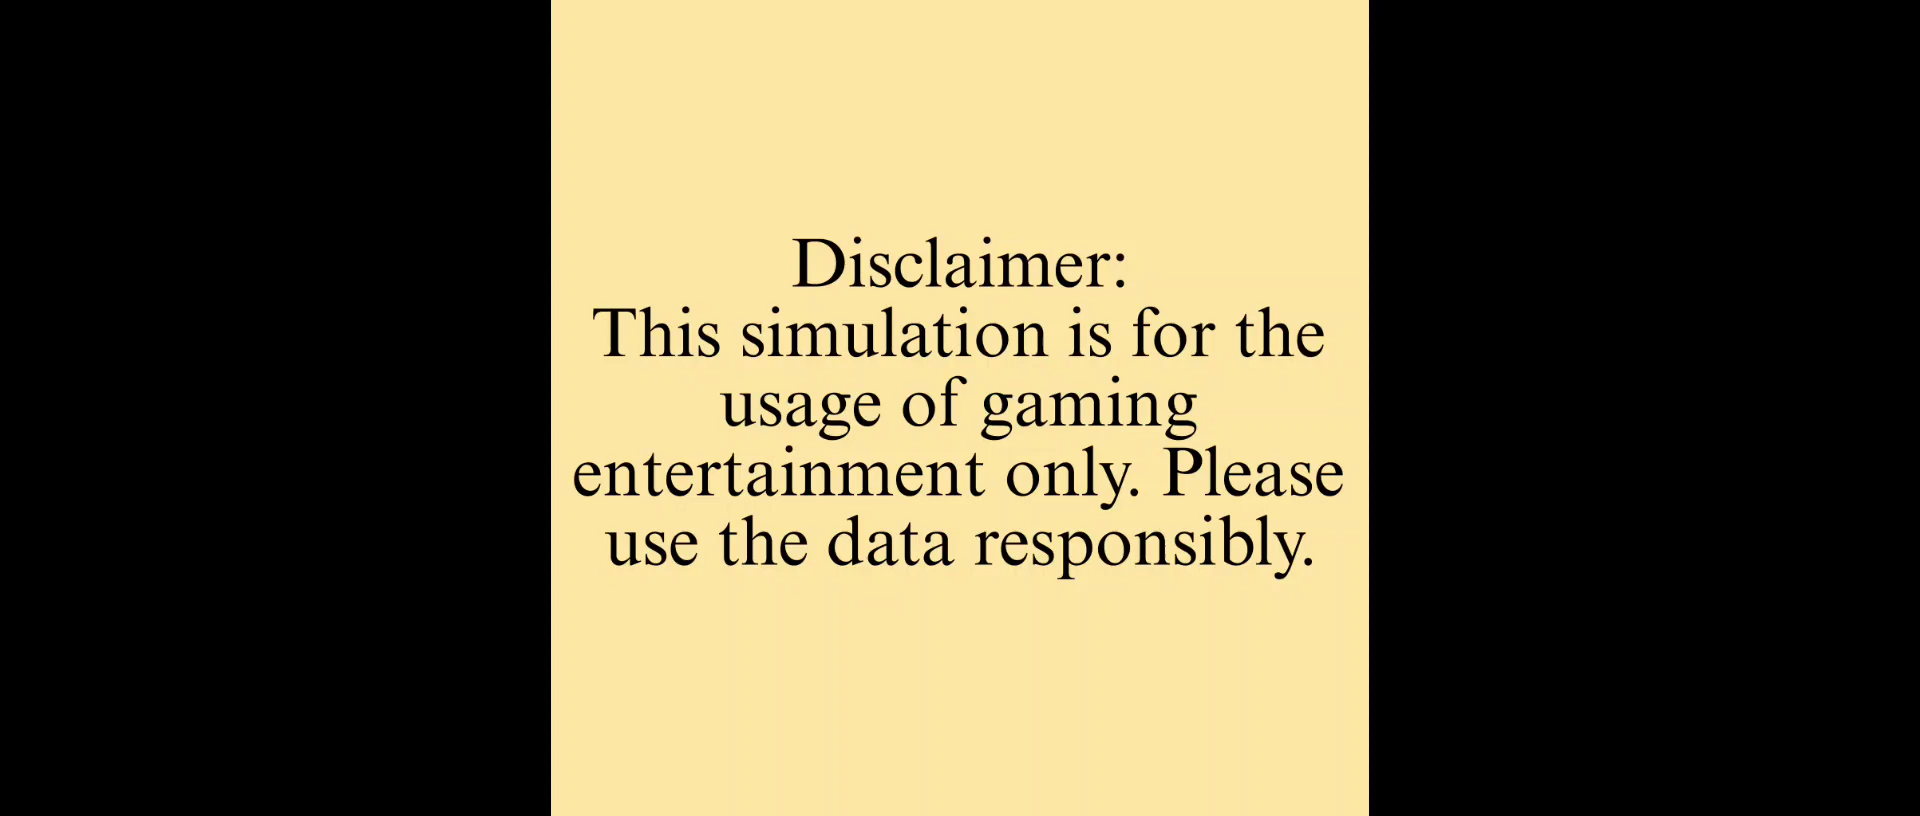 Disclaimer:
This simulation is for the
usage of gaming
entertainment only. Please
use the data responsibly.